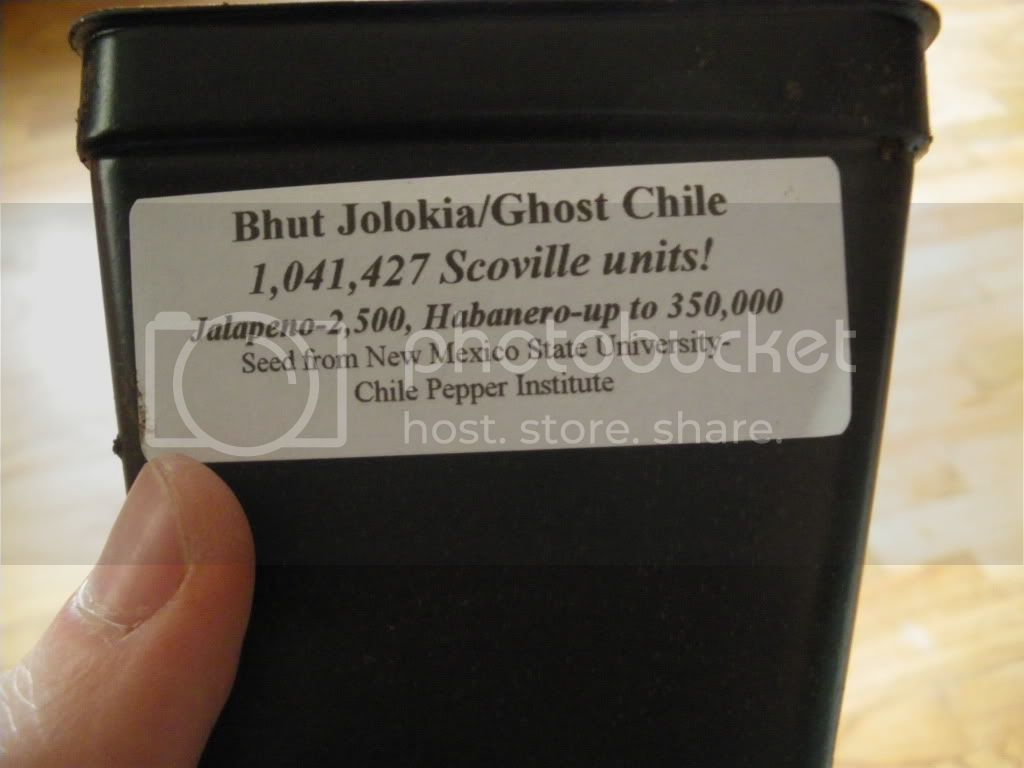 Bhut Jolokia/Ghost Chile
1,041,427 Scoville units!
Jalapeno-2,500, Habanero-up to 350,000
Seed from New Mexico State University-
Chile Pepper Institute
photobucket
host. store. share.